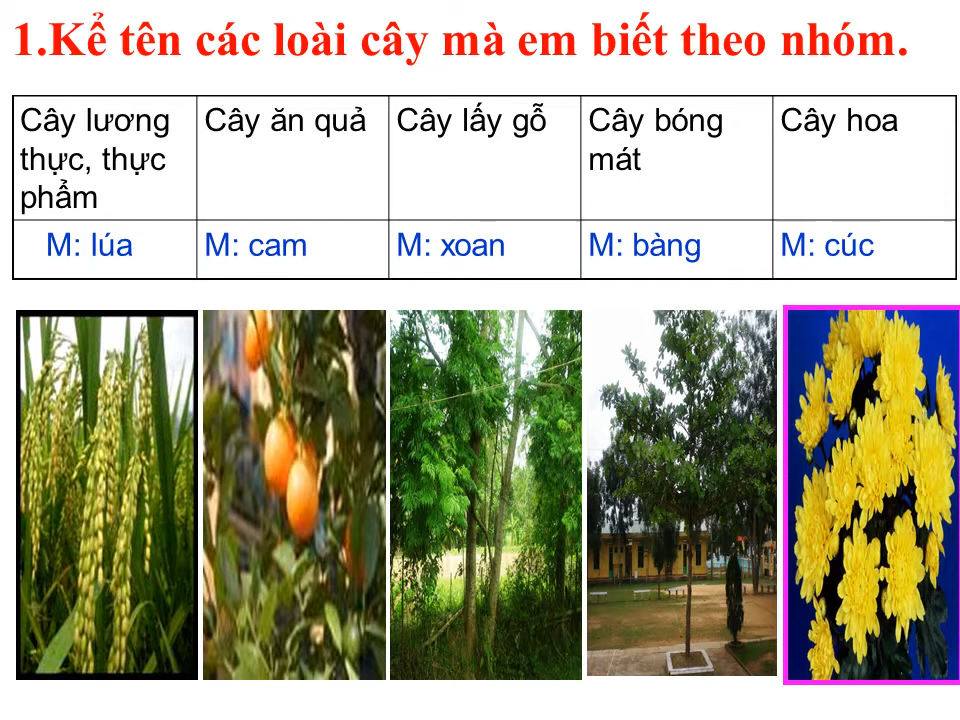 1.Kể tên các loài cây mà em biết theo nhóm.
Cây lương
thực, thực
phẩm
Cây ăn quả
Cây lấy gỗ
Cây bóng
mát
Cây hoa
M: lúa
M: cam
M: xoan
M: bàng
M: cúc